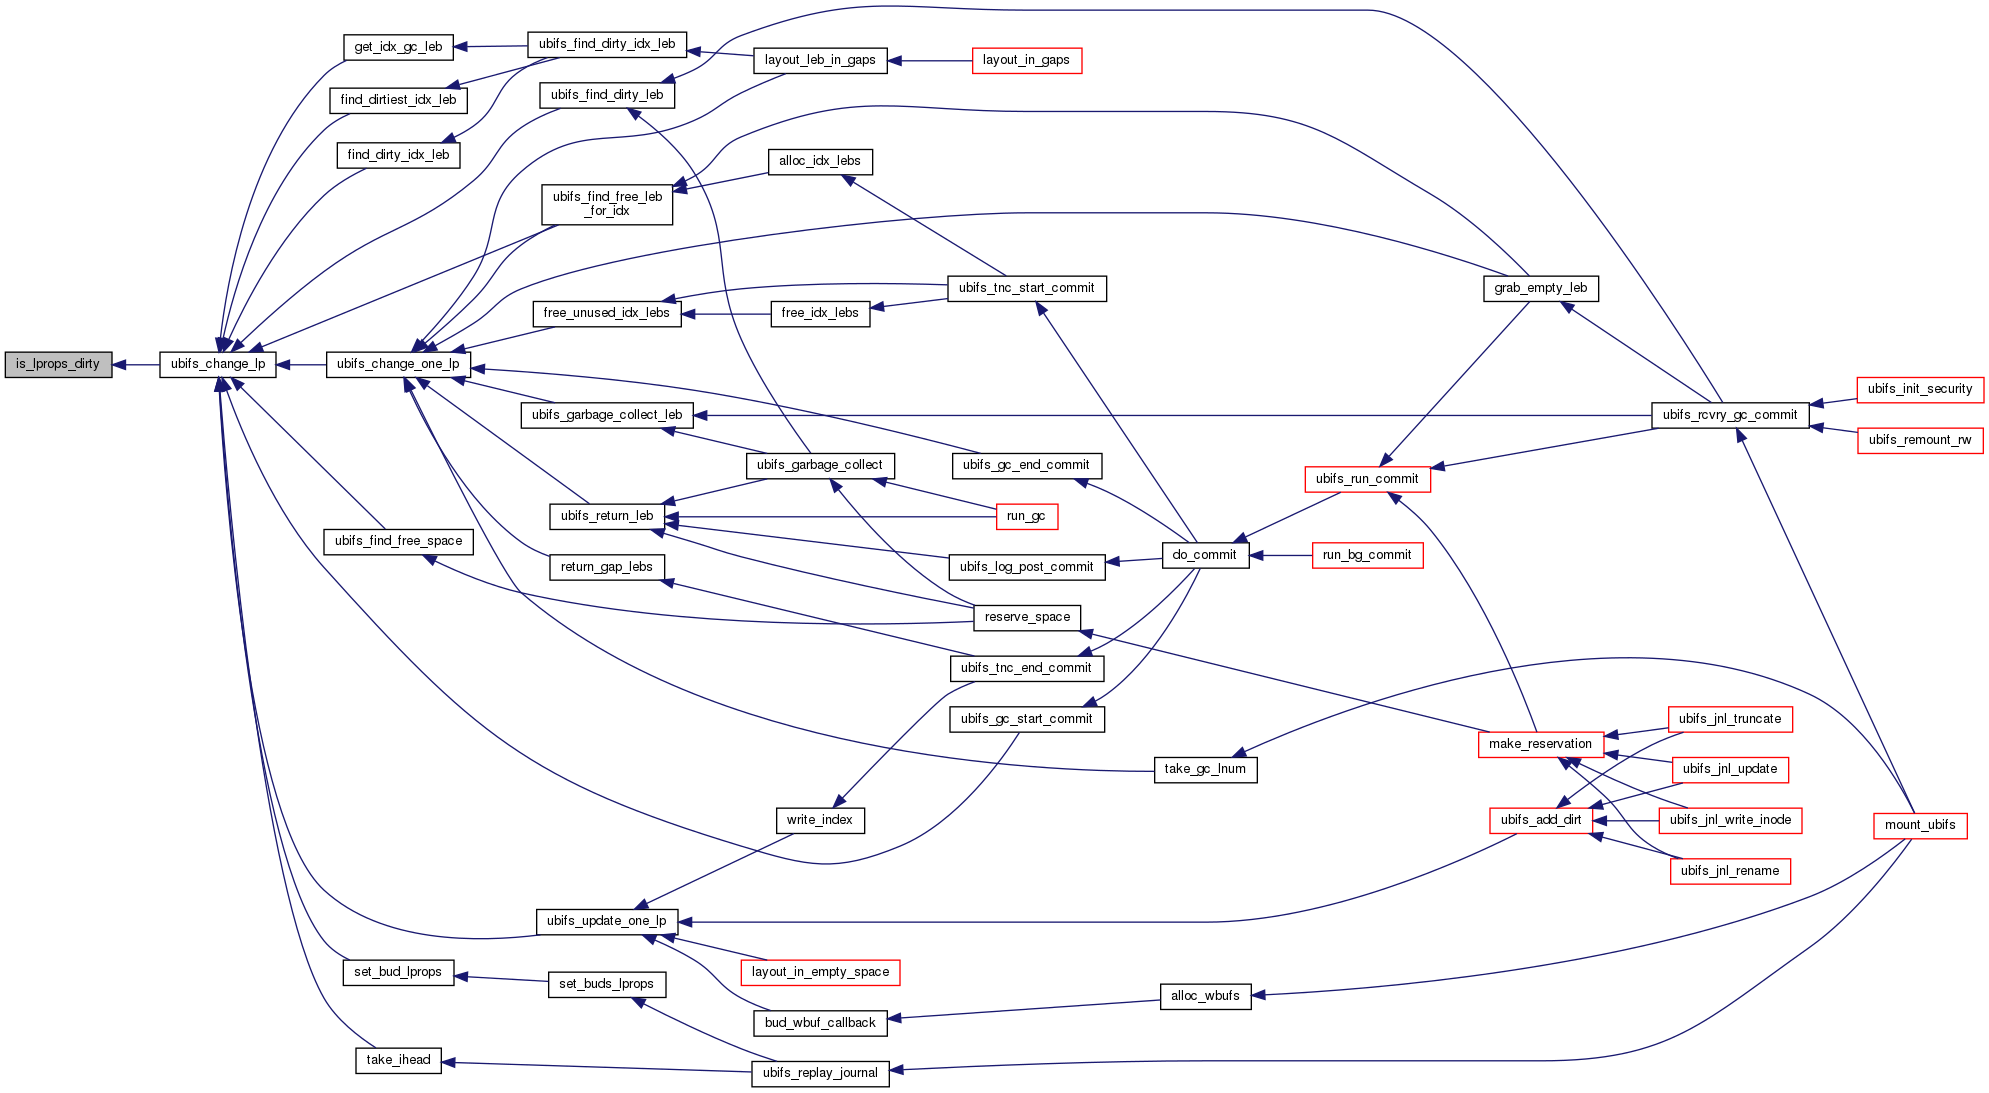 is_lprops_dirty
ubifs_change_lp
get_idx_gc_leb
find_dirtiest_idx_leb
find_dirty_idx_leb
ubifs_change_one_lp
ubifs_find_free_space
set_bud_lprops
take_ihead
ubifs_find_dirty_idx_leb
ubifs_find_dirty_leb
ubifs_find_free_leb
_for_idx
free_unused_idx_lebs
ubifs_garbage_collect_leb
ubifs_return_leb
return_gap_lebs
ubifs_update_one_lp
set_buds_lprops
layout_leb_in_gaps
alloc_idx_lebs
free_idx_lebs
ubifs_garbage_collect
write_index
layout_in_empty_space
bud_wbuf_callback
ubifs_replay_journal
layout_in_gaps
ubifs_tnc_start_commit
ubifs_gc_end_commit
run_gc
ubifs_log_post_commit
reserve_space
ubifs_tnc_end_commit
ubifs_gc_start_commit
do_commit
take_gc_lnum
alloc_wbufs
ubifs_run_commit
run_bg_commit
grab_empty_leb
make_reservation
ubifs_add_dirt
ubifs_rcvry_gc_commit
ubifs_jnl_truncate
ubifs_jnl_update
ubifs_jnl_write_inode
ubifs_jnl_rename
ubifs_init_security
ubifs_remount_rw
mount_ubifs